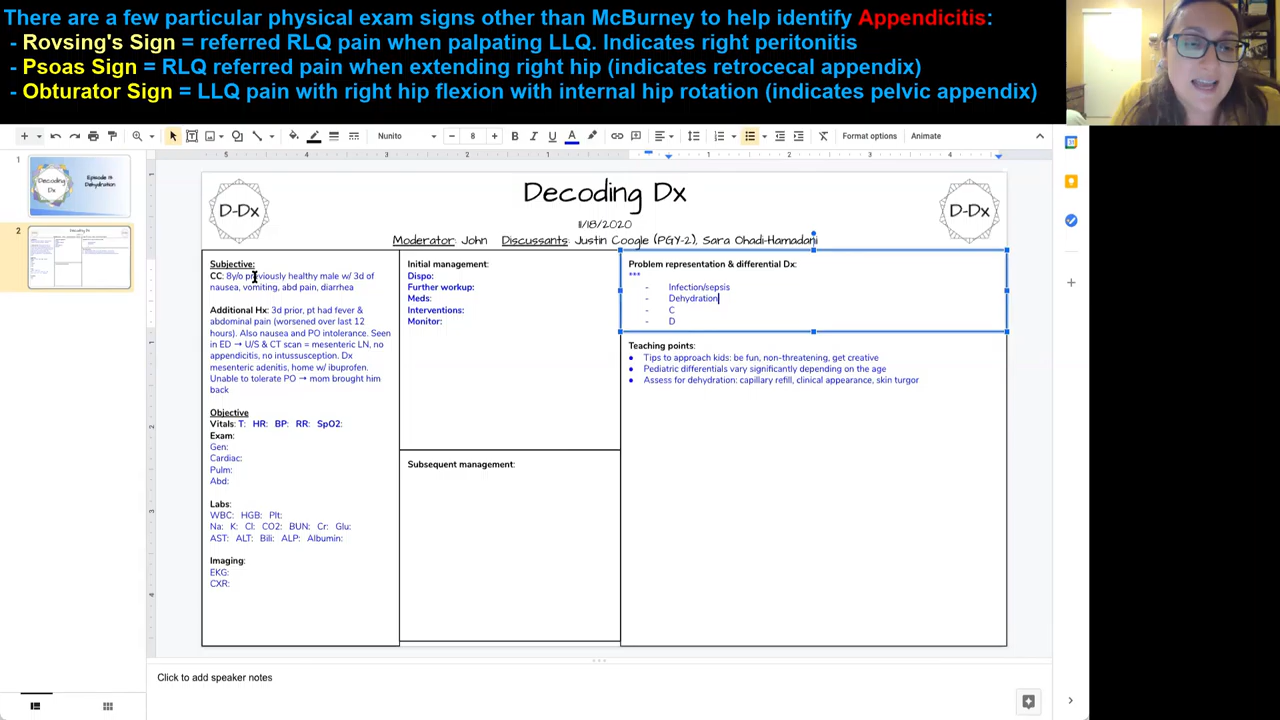 There are a few particular physical exam signs other than McBurney to help identify Appendicitis:
- Rovsing's Sign = referred RLQ pain when palpating LLQ. Indicates right peritonitis
- Psoas Sign = RLQ referred pain when extending right hip (indicates retrocecal appendix)
- Obturator Sign = LLQ pain with right hip flexion with internal hip rotation (indicates pelvic appendix)
Nunito
8
Format options
Animate
1
Decoding Dx
Episode 19: Dehydration
2
D-Dx
Decoding Dx
11/18/2020
Moderator: John Discussants: Justin Coogle (PGY-2), Sara Ohadi-Hamadani
D-Dx
Subjective:
CC: 8y/o previously healthy male w/ 3d of
nausea, vomiting, abd pain, diarrhea
Additional Hx: 3d prior, pt had fever &
abdominal pain (worsened over last 12
hours). Also nausea and PO intolerance. Seen
in ED → U/S & CT scan = mesenteric LN, no
appendicitis, no intussusception. Dx
mesenteric adenitis, home w/ ibuprofen.
Unable to tolerate PO → mom brought him
back
Objective
Vitals: T: HR: BP: RR: SpO2:
Exam:
Gen:
Cardiac:
Pulm:
Abd:
Labs:
WBC: HGB: Plt:
Na: K: Cl: CO2: BUN: Cr: Glu:
AST: ALT: Bili: ALP: Albumin:
Imaging:
EKG:
CXR:
Initial management:
Dispo:
Further workup:
Meds:
Interventions:
Monitor:
Subsequent management:
Problem representation & differential Dx:
***
- Infection/sepsis
- Dehydration
- C
- D
Teaching points:
● Tips to approach kids: be fun, non-threatening, get creative
● Pediatric differentials vary significantly depending on the age
● Assess for dehydration: capillary refill, clinical appearance, skin turgor
Click to add speaker notes